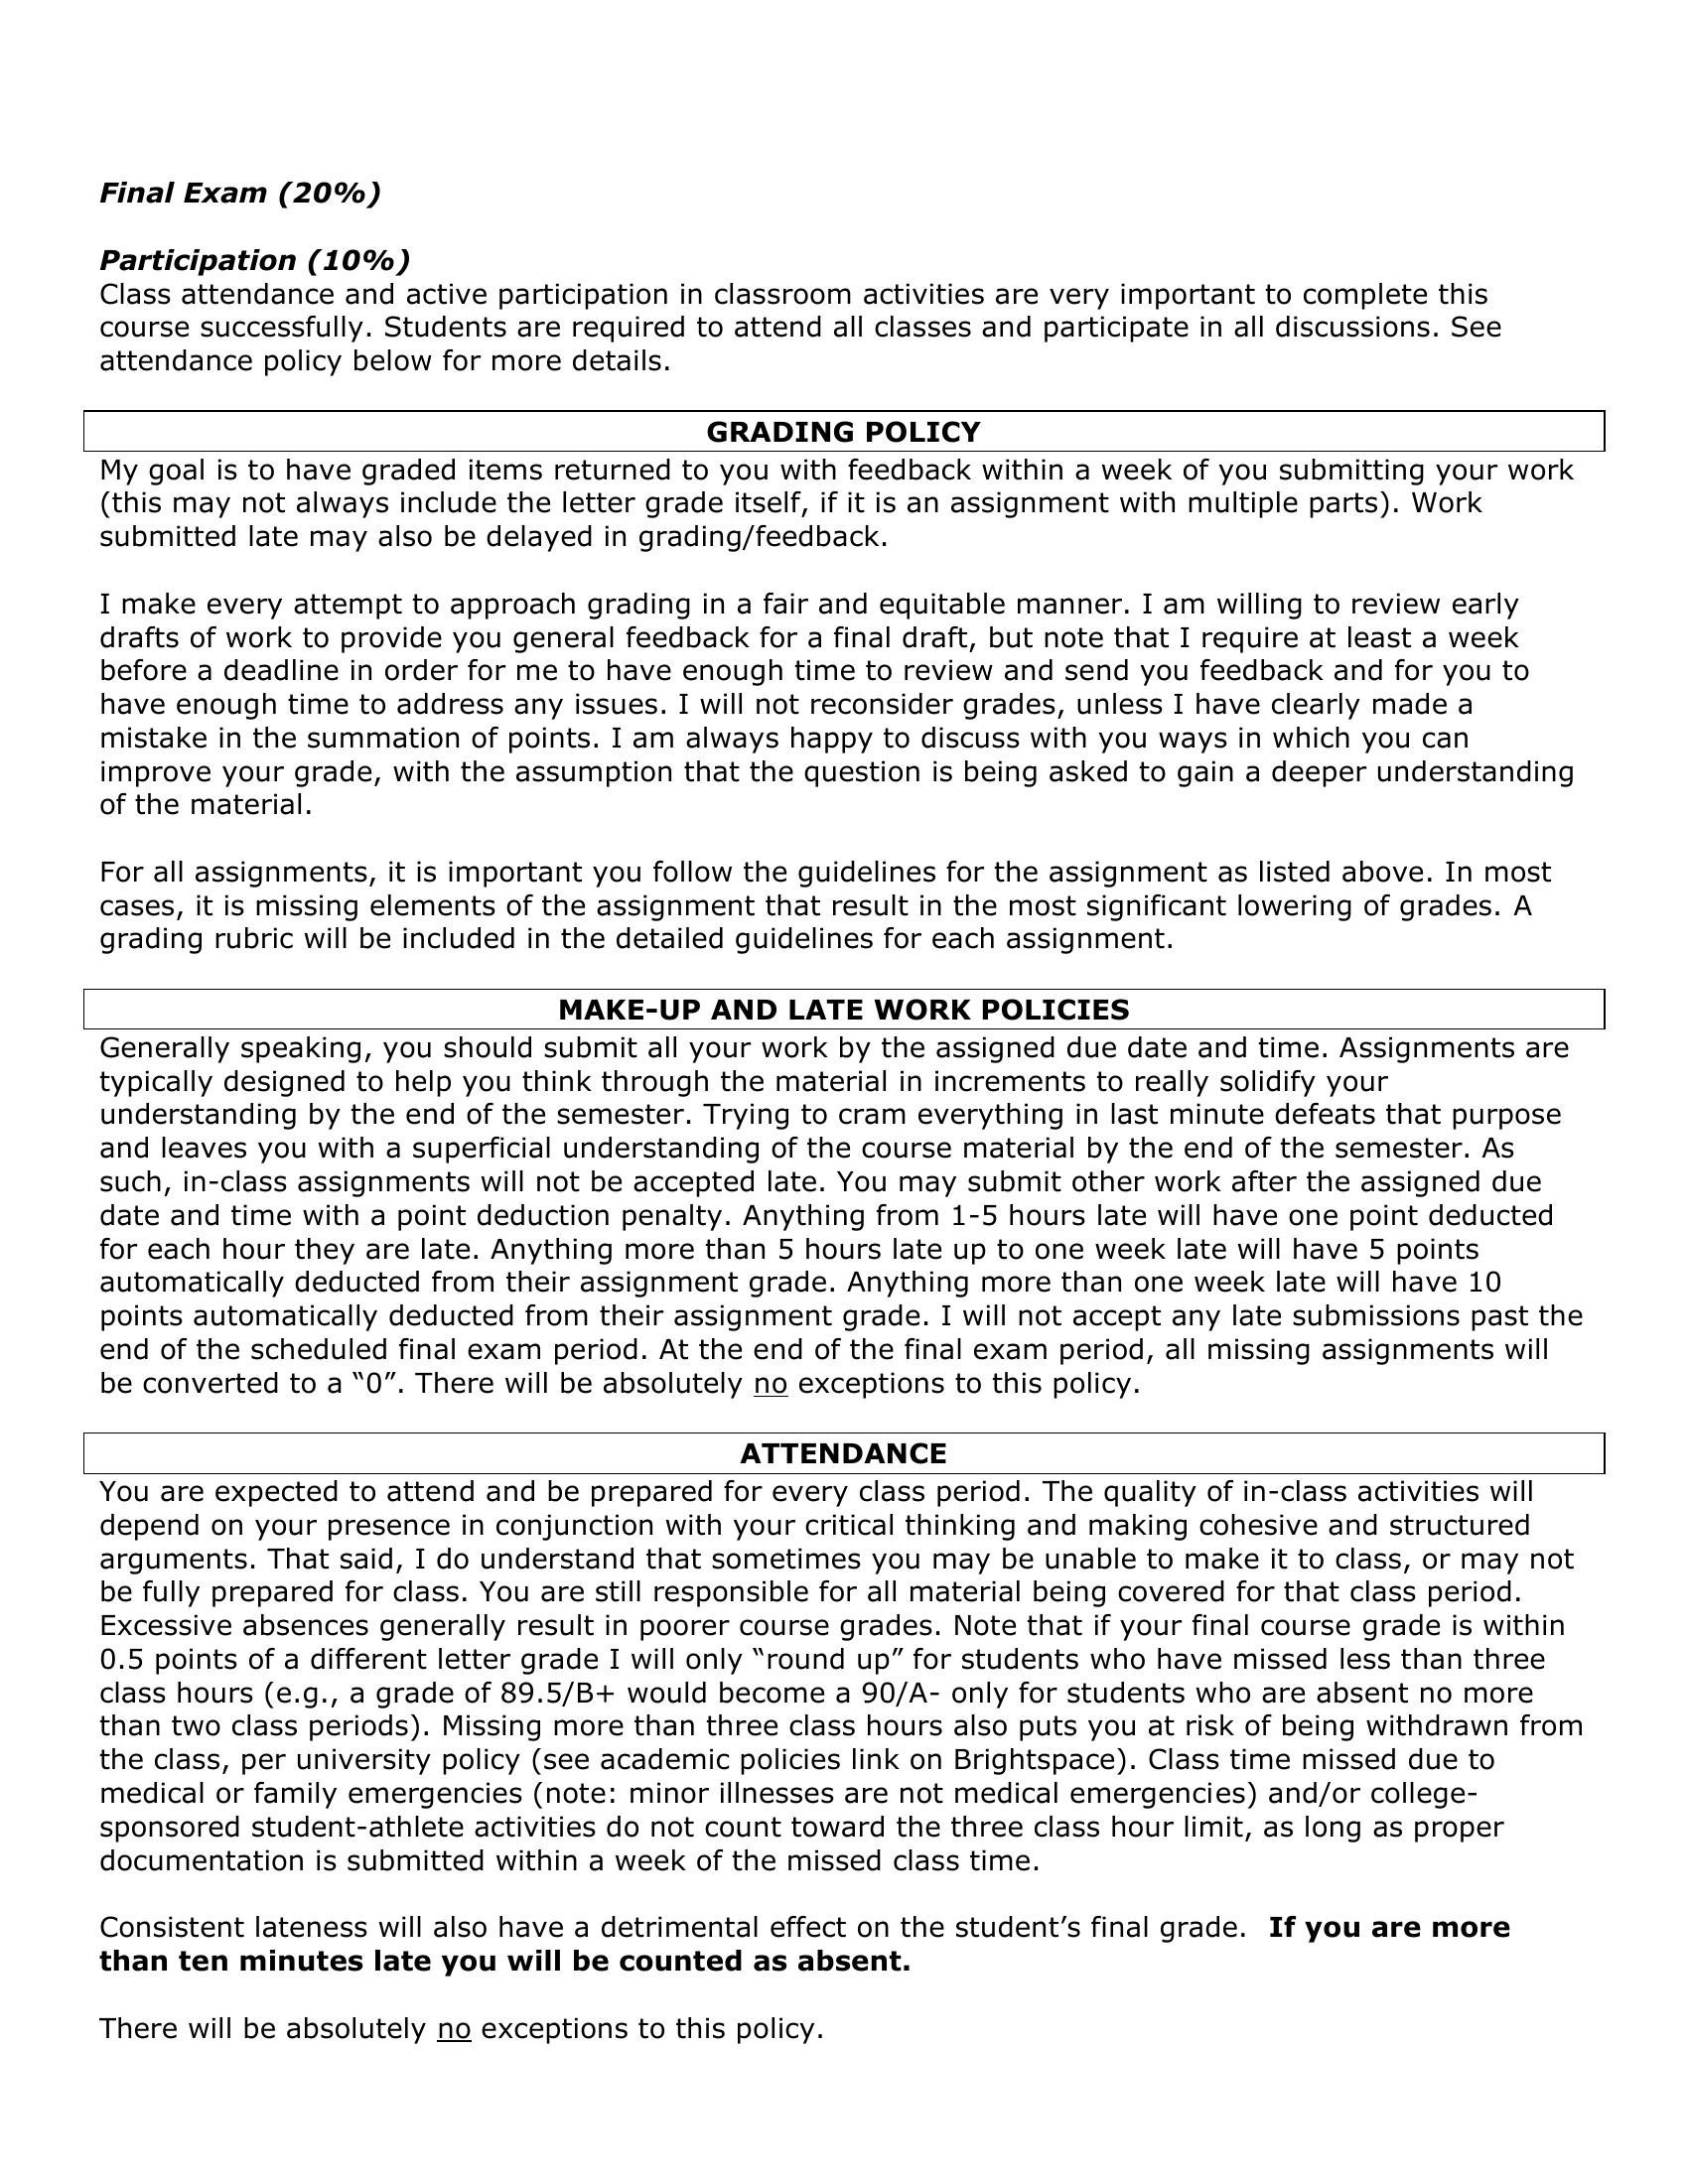 Final Exam (20%)
Participation (10%)
Class attendance and active participation in classroom activities are very important to complete this
course successfully. Students are required to attend all classes and participate in all discussions. See
attendance policy below for more details.
GRADING POLICY
My goal is to have graded items returned to you with feedback within a week of you submitting your work
(this may not always include the letter grade itself, if it is an assignment with multiple parts). Work
submitted late may also be delayed in grading/feedback.
I make every attempt to approach grading in a fair and equitable manner. I am willing to review early
drafts of work to provide you general feedback for a final draft, but note that I require at least a week
before a deadline in order for me to have enough time to review and send you feedback and for you to
have enough time to address any issues. I will not reconsider grades, unless I have clearly made a
mistake in the summation of points. I am always happy to discuss with you ways in which you can
improve your grade, with the assumption that the question is being asked to gain a deeper understanding
of the material.
For all assignments, it is important you follow the guidelines for the assignment as listed above. In most
cases, it is missing elements of the assignment that result in the most significant lowering of grades. A
grading rubric will be included in the detailed guidelines for each assignment.
MAKE-UP AND LATE WORK POLICIES
Generally speaking, you should submit all your work by the assigned due date and time. Assignments are
typically designed to help you think through the material in increments to really solidify your
understanding by the end of the semester. Trying to cram everything in last minute defeats that purpose
and leaves you with a superficial understanding of the course material by the end of the semester. As
such, in-class assignments will not be accepted late. You may submit other work after the assigned due
date and time with a point deduction penalty. Anything from 1-5 hours late will have one point deducted
for each hour they are late. Anything more than 5 hours late up to one week late will have 5 points
automatically deducted from their assignment grade. Anything more than one week late will have 10
points automatically deducted from their assignment grade. I will not accept any late submissions past the
end of the scheduled final exam period. At the end of the final exam period, all missing assignments will
be converted to a “0”. There will be absolutely no exceptions to this policy.
ATTENDANCE
You are expected to attend and be prepared for every class period. The quality of in-class activities will
depend on your presence in conjunction with your critical thinking and making cohesive and structured
arguments. That said, I do understand that sometimes you may be unable to make it to class, or may not
be fully prepared for class. You are still responsible for all material being covered for that class period.
Excessive absences generally result in poorer course grades. Note that if your final course grade is within
0.5 points of a different letter grade I will only “round up” for students who have missed less than three
class hours (e.g., a grade of 89.5/B+ would become a 90/A- only for students who are absent no more
than two class periods). Missing more than three class hours also puts you at risk of being withdrawn from
the class, per university policy (see academic policies link on Brightspace). Class time missed due to
medical or family emergencies (note: minor illnesses are not medical emergencies) and/or college-
sponsored student-athlete activities do not count toward the three class hour limit, as long as proper
documentation is submitted within a week of the missed class time.
Consistent lateness will also have a detrimental effect on the student’s final grade.  If you are more
than ten minutes late you will be counted as absent.
There will be absolutely no exceptions to this policy.